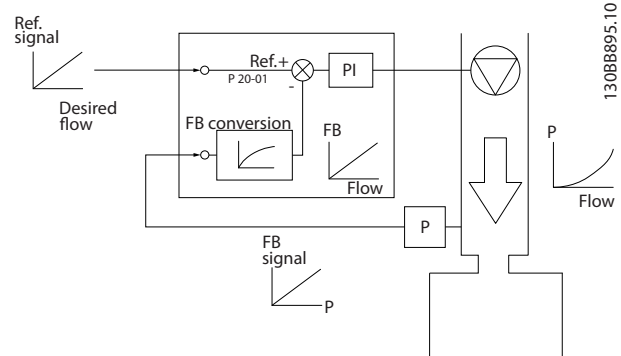 Ref.
signal
Desired
flow
Ref.+
P 20-01
-
PI
FB conversion
FB
Flow
P
FB
signal
P
P
Flow
130BB895.10